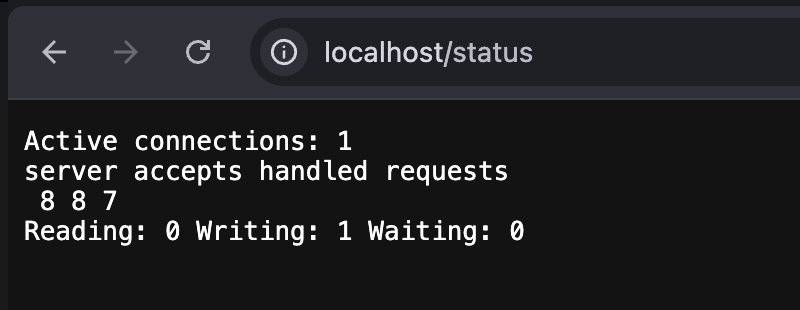 localhost/status
Active connections: 1
server accepts handled requests
8 8 7
Reading: 0 Writing: 1 Waiting: 0